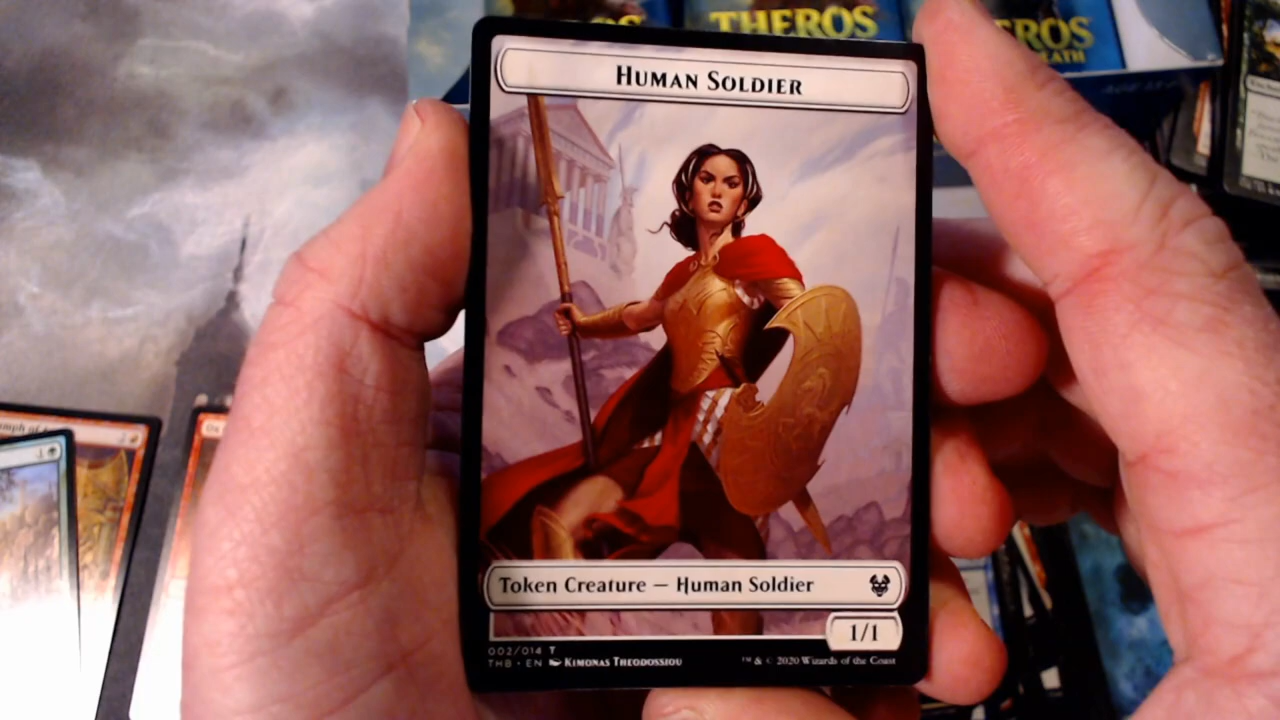 THEROS
HUMAN SOLDIER
Token Creature — Human Soldier
1/1
002/014 T
THB • EN KIMONAS THEODOSSIOU
™ & © 2020 Wizards of the Coast